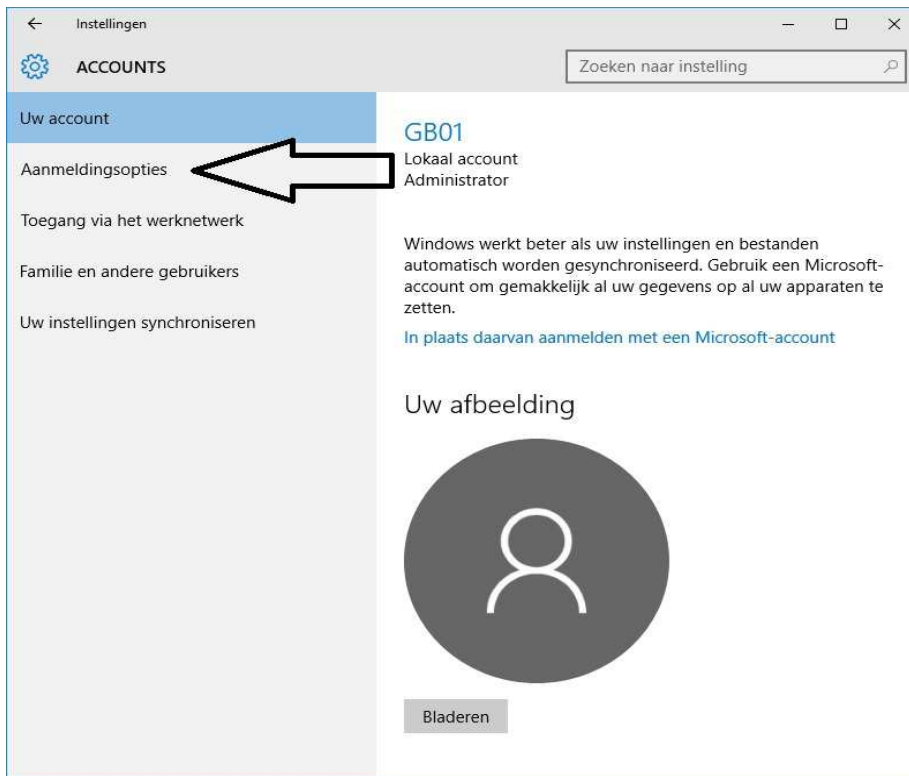 Instellingen
ACCOUNTS
Zoeken naar instelling
Uw account
Aanmeldingsopties
Toegang via het werknetwerk
Familie en andere gebruikers
Uw instellingen synchroniseren
GB01
Lokaal account
Administrator
Windows werkt beter als uw instellingen en bestanden
automatisch worden gesynchroniseerd. Gebruik een Microsoft-
account om gemakkelijk al uw gegevens op al uw apparaten te
zetten.
In plaats daarvan aanmelden met een Microsoft-account
Uw afbeelding
Bladeren